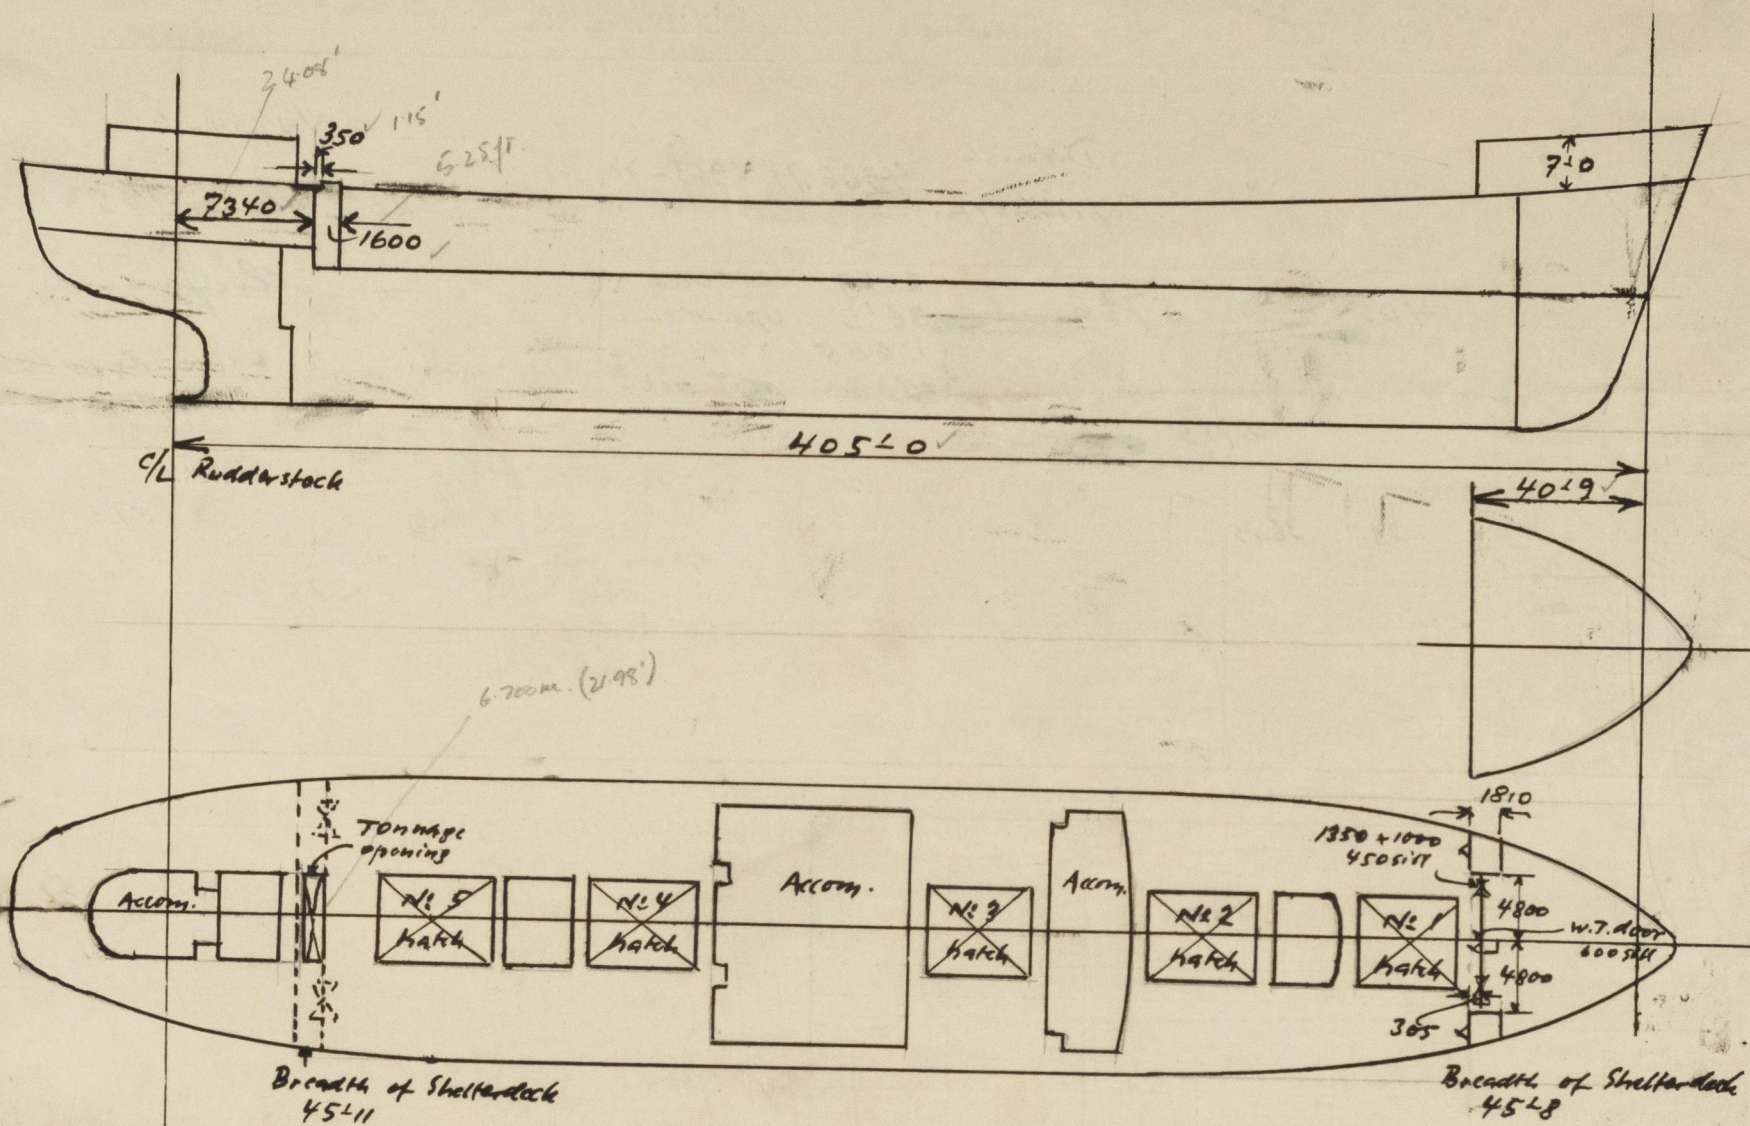 24.08'
350
1.15'
5.25ft.
7340
1600
7'-0
405'-0
C/L Rudderstock
40'-9
6.700m. (21.98')
1810
1350 + 1000
450 sill
Tonnage
opening
Accom.
No 5
Hatch
No 4
Hatch
Accom.
No 3
Hatch
Accom.
No 2
Hatch
No 1
Hatch
4800
W.T. door
600 sill
4800
305
Breadth of Shelterdeck
45'-11
Breadth of Shelterdeck
45'-8